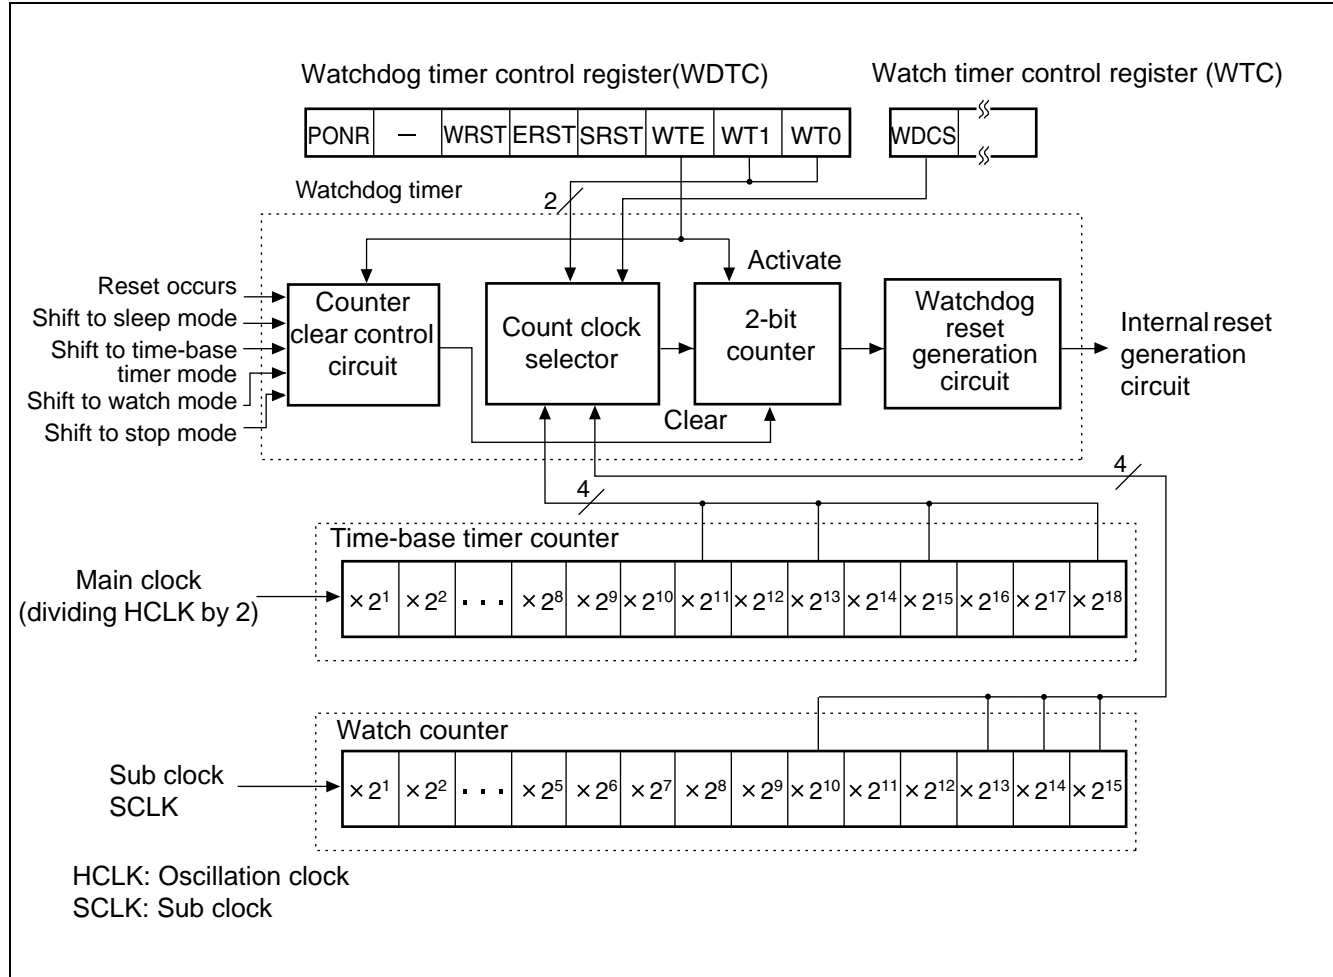 Watchdog timer control register(WDTC)
Watch timer control register (WTC)
PONR — WRST ERST SRST WTE WT1 WT0
WDCS
Watchdog timer
2
Activate
Reset occurs
Shift to sleep mode
Shift to time-base
timer mode
Shift to watch mode
Shift to stop mode
Counter
clear control
circuit
Count clock
selector
2-bit
counter
Watchdog
reset
generation
circuit
Internal reset
generation
circuit
Clear
4
4
Time-base timer counter
Main clock
(dividing HCLK by 2)
×2¹ ×2² · · · ×2⁸ ×2⁹ ×2¹⁰ ×2¹¹ ×2¹² ×2¹³ ×2¹⁴ ×2¹⁵ ×2¹⁶ ×2¹⁷ ×2¹⁸
Watch counter
Sub clock
SCLK
×2¹ ×2² · · · ×2⁵ ×2⁶ ×2⁷ ×2⁸ ×2⁹ ×2¹⁰ ×2¹¹ ×2¹² ×2¹³ ×2¹⁴ ×2¹⁵
HCLK: Oscillation clock
SCLK: Sub clock